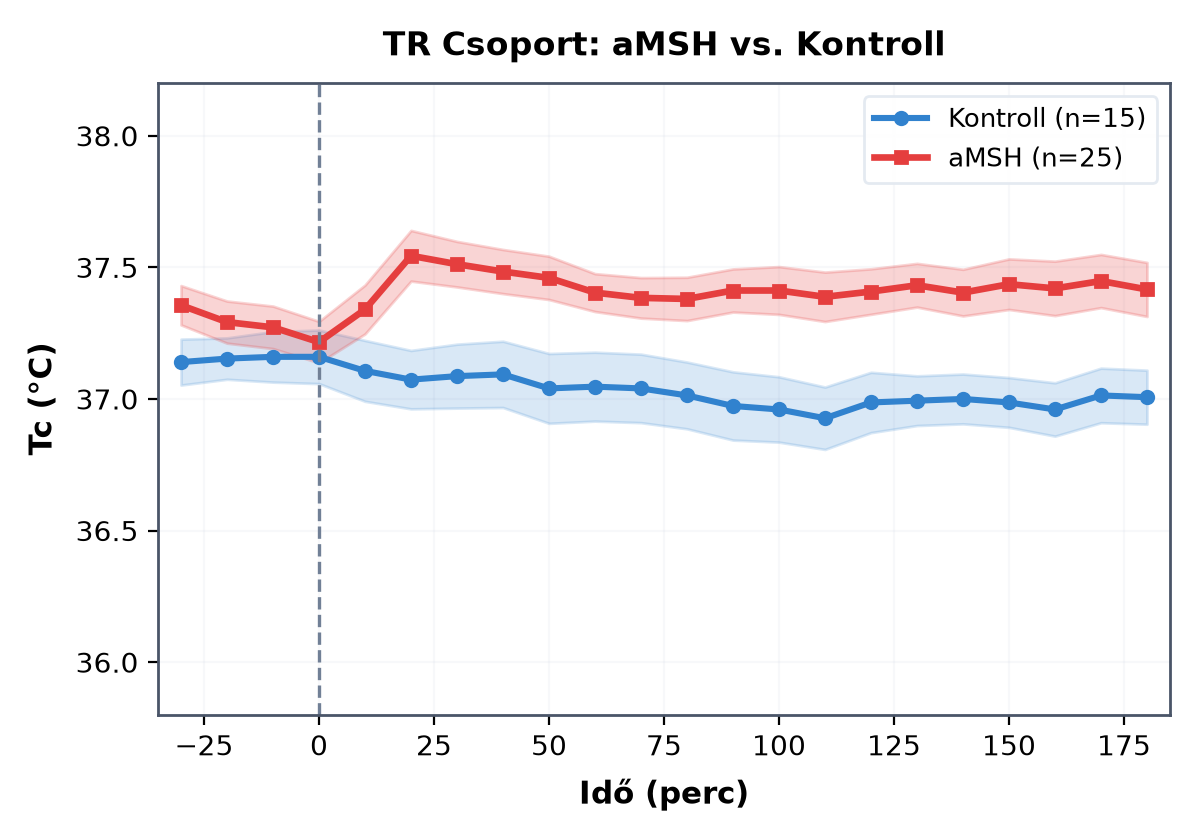 TR Csoport: aMSH vs. Kontroll
Kontroll (n=15)
aMSH (n=25)
Tc (°C)
38.0
37.5
37.0
36.5
36.0
−25 0 25 50 75 100 125 150 175
Idő (perc)